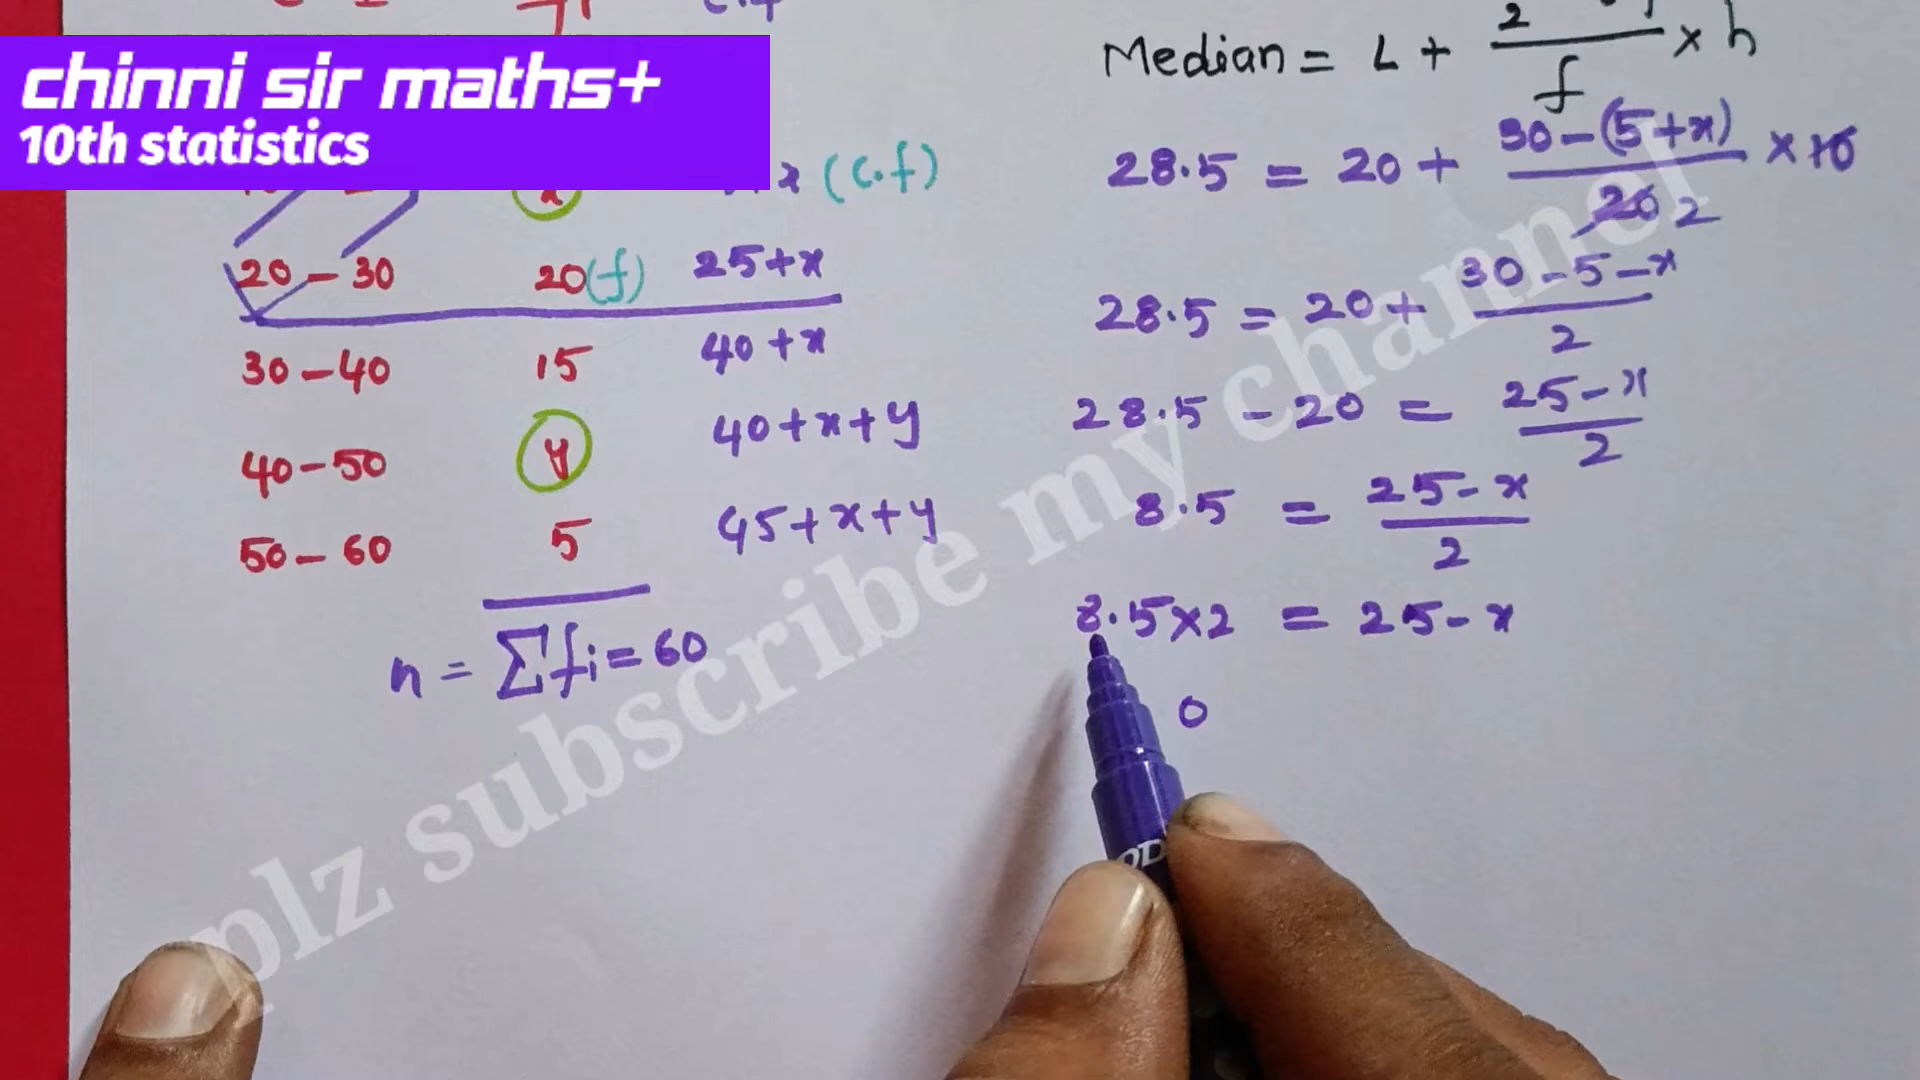 chinni sir maths+
10th statistics
x (c.f)
20 – 30 20(f) 25+x
30 – 40 15 40+x
40 – 50 y 40+x+y
50 – 60 5 45+x+y
n = Σfi = 60
Median = L + f × h
28.5 = 20 + 30 – (5+x) / 20 2 × 10
28.5 = 20 + 30 – 5 – x / 2
28.5 – 20 = 25 – x / 2
8.5 = 25 – x / 2
8.5×2 = 25 – x
0
plz subscribe my channel